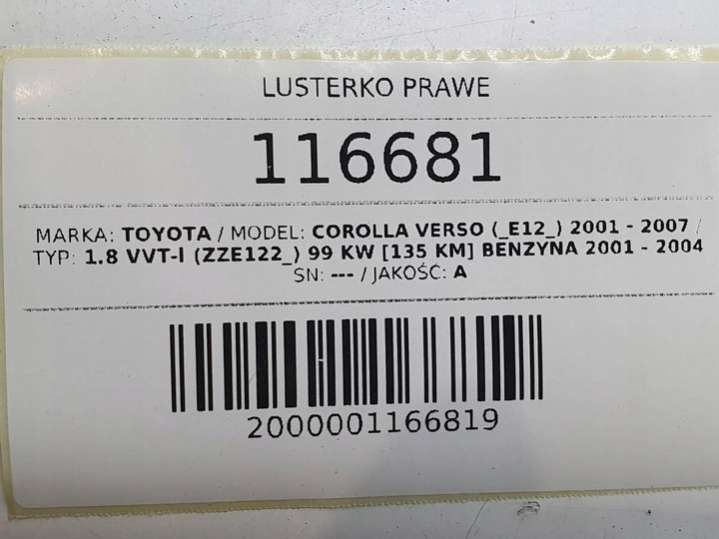 LUSTERKO PRAWE
116681
MARKA: TOYOTA / MODEL: COROLLA VERSO (_E12_) 2001 - 2007 /
TYP: 1.8 VVT-I (ZZE122_) 99 KW [135 KM] BENZYNA 2001 - 2004
SN: --- / JAKOŚĆ: A
2000001166819